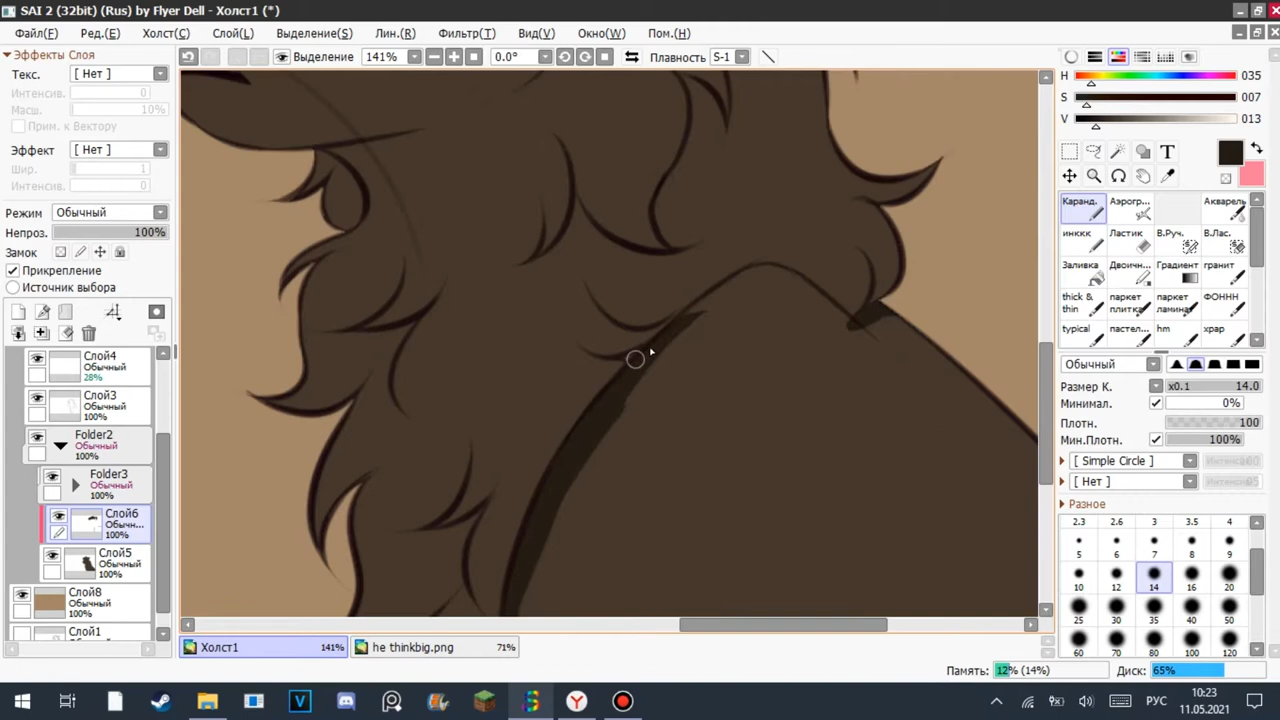 SAI 2 (32bit) (Rus) by Flyer Dell - Холст1 (*)
Файл(F) Ред.(E) Холст(C) Слой(L) Выделение(S) Лин.(R) Фильтр(T) Вид(V) Окно(W) Пом.(H)
Эффекты Слоя
Выделение 141% 0.0° Плавность S-1
Текс. [ Нет ]
Интенсив. 0
Масш. 10%
Прим. к Вектору
Эффект [ Нет ]
Шир. 1
Интенсив. 0
Режим Обычный
Непроз. 100%
Замок
Прикрепление
Источник выбора
Слой4
Обычный
28%
Слой3
Обычный
100%
Folder2
Обычный
100%
Folder3
Обычный
100%
Слой6
Обычн...
100%
Слой5
Обычный
100%
Слой8
Обычный
100%
Слой1
H 035
S 007
V 013
T
Каранд. Аэрогр... Акварель
инккк Ластик В.Руч. В.Лас.
Заливка Двоичн... Градиент гранит
thick & thin паркет плитка паркет ламина ФОННН
typical пастел... hm храр
Обычный
Размер К. x0.1 14.0
Минимал. 0%
Плотн. 100
Мин.Плотн. 100%
[ Simple Circle ]
[ Нет ]
Разное
2.3 2.6 3 3.5 4
5 6 7 8 9
10 12 14 16 20
25 30 35 40 50
60 70 80 100 120
Холст1 141% he thinkbig.png 71%
Память: 12% (14%) Диск: 65%
V
РУС
10:23
11.05.2021